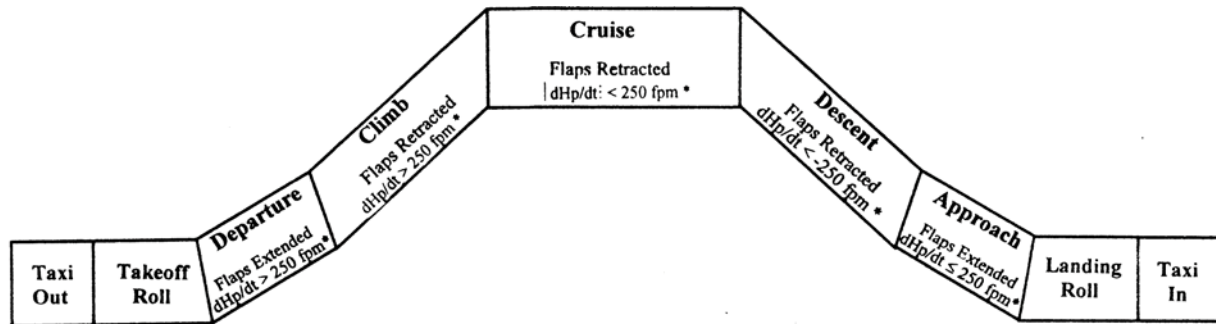 Taxi
Out
Takeoff
Roll
Departure
Flaps Extended
dHp/dt > 250 fpm*
Climb
Flaps Retracted
dHp/dt > 250 fpm *
Cruise
Flaps Retracted
|dHp/dt| < 250 fpm *
Descent
Flaps Retracted
dHp/dt < -250 fpm *
Approach
Flaps Extended
dHp/dt ≤ 250 fpm*
Landing
Roll
Taxi
In